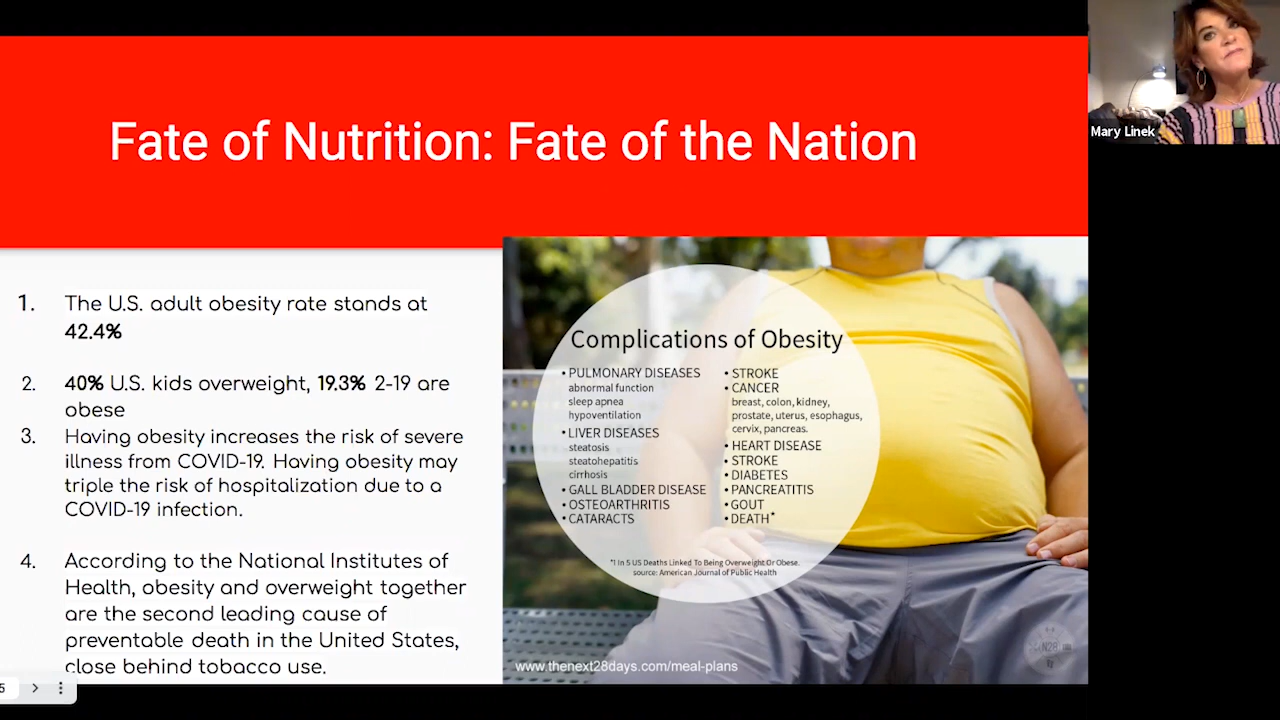 Fate of Nutrition: Fate of the Nation
Mary Linek
1. The U.S. adult obesity rate stands at
42.4%
2. 40% U.S. kids overweight, 19.3% 2-19 are
obese
3. Having obesity increases the risk of severe
illness from COVID-19. Having obesity may
triple the risk of hospitalization due to a
COVID-19 infection.
4. According to the National Institutes of
Health, obesity and overweight together
are the second leading cause of
preventable death in the United States,
close behind tobacco use.
Complications of Obesity
• PULMONARY DISEASES
abnormal function
sleep apnea
hypoventilation
• LIVER DISEASES
steatosis
steatohepatitis
cirrhosis
• GALL BLADDER DISEASE
• OSTEOARTHRITIS
• CATARACTS
• STROKE
• CANCER
breast, colon, kidney,
prostate, uterus, esophagus,
cervix, pancreas.
• HEART DISEASE
• STROKE
• DIABETES
• PANCREATITIS
• GOUT
• DEATH*
*1 In 5 US Deaths Linked To Being Overweight Or Obese.
source: American Journal of Public Health
www.thenext28days.com/meal-plans
5